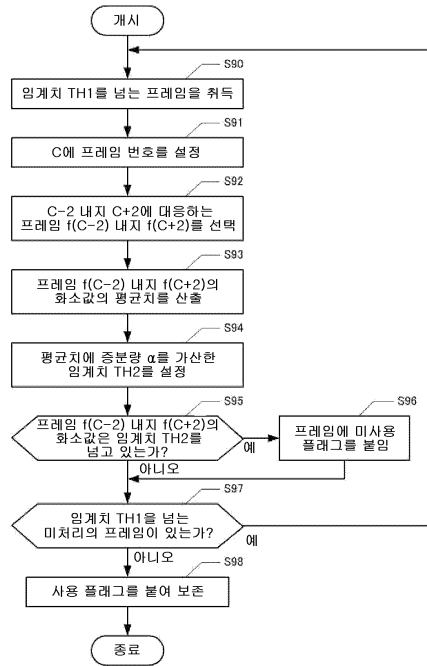 개시
S90
임계치 TH1를 넘는 프레임을 취득
S91
C에 프레임 번호를 설정
S92
C-2 내지 C+2에 대응하는
프레임 f(C-2) 내지 f(C+2)를 선택
S93
프레임 f(C-2) 내지 f(C+2)의
화소값의 평균치를 산출
S94
평균치에 증분량 α를 가산한
임계치 TH2를 설정
S95
프레임 f(C-2) 내지 f(C+2)의
화소값은 임계치 TH2를
넘고 있는가?
예
아니오
S96
프레임에 미사용
플래그를 붙임
S97
임계치 TH1을 넘는
미처리의 프레임이 있는가?
예
아니오
S98
사용 플래그를 붙여 보존
종료